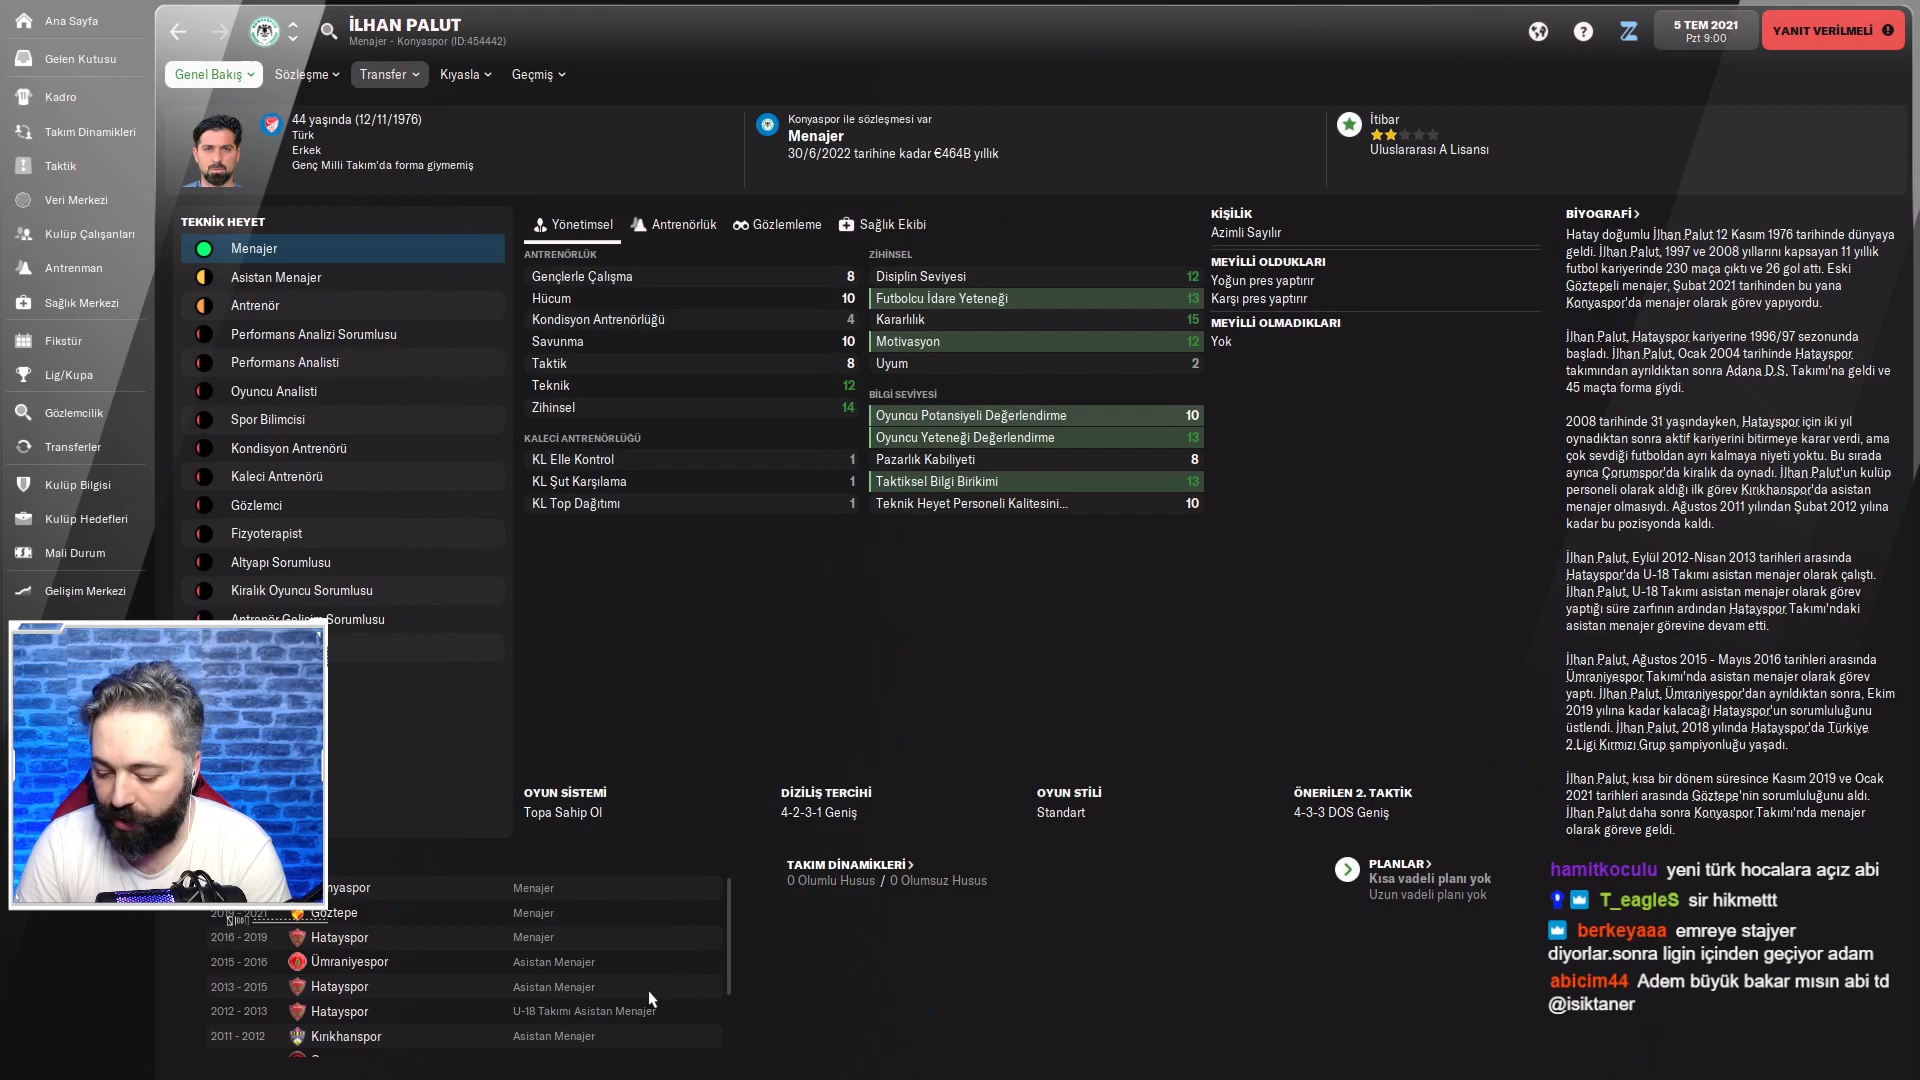 Ana Sayfa
Gelen Kutusu
Kadro
Takım Dinamikleri
Taktik
Veri Merkezi
Kulüp Çalışanları
Antrenman
Sağlık Merkezi
Fikstür
Lig/Kupa
Gözlemcilik
Transferler
Kulüp Bilgisi
Kulüp Hedefleri
Mali Durum
Gelişim Merkezi
İLHAN PALUT
Menajer - Konyaspor (ID:454442)
5 TEM 2021
Pzt 9:00
YANIT VERİLMELİ
Genel Bakış
Sözleşme
Transfer
Kıyasla
Geçmiş
44 yaşında (12/11/1976)
Türk
Erkek
Genç Milli Takım'da forma giymemiş
Konyaspor ile sözleşmesi var
Menajer
30/6/2022 tarihine kadar €464B yıllık
İtibar
Uluslararası A Lisansı
TEKNİK HEYET
Menajer
Asistan Menajer
Antrenör
Performans Analizi Sorumlusu
Performans Analisti
Oyuncu Analisti
Spor Bilimcisi
Kondisyon Antrenörü
Kaleci Antrenörü
Gözlemci
Fizyoterapist
Altyapı Sorumlusu
Kiralık Oyuncu Sorumlusu
Antrenör Gelişim Sorumlusu
Yönetimsel
Antrenörlük
Gözlemleme
Sağlık Ekibi
ANTRENÖRLÜK
Gençlerle Çalışma 8
Hücum 10
Kondisyon Antrenörlüğü 4
Savunma 10
Taktik 8
Teknik 12
Zihinsel 14
KALECİ ANTRENÖRLÜĞÜ
KL Elle Kontrol 1
KL Şut Karşılama 1
KL Top Dağıtımı 1
ZİHİNSEL
Disiplin Seviyesi 12
Futbolcu İdare Yeteneği 13
Kararlılık 15
Motivasyon 12
Uyum 2
BİLGİ SEVİYESİ
Oyuncu Potansiyeli Değerlendirme 10
Oyuncu Yeteneği Değerlendirme 13
Pazarlık Kabiliyeti 8
Taktiksel Bilgi Birikimi 13
Teknik Heyet Personeli Kalitesini... 10
KİŞİLİK
Azimli Sayılır
MEYİLLİ OLDUKLARI
Yoğun pres yaptırır
Karşı pres yaptırır
MEYİLLİ OLMADIKLARI
Yok
BİYOGRAFİ
Hatay doğumlu İlhan Palut 12 Kasım 1976 tarihinde dünyaya
geldi. İlhan Palut, 1997 ve 2008 yıllarını kapsayan 11 yıllık
futbol kariyerinde 230 maça çıktı ve 26 gol attı. Eski
Göztepeli menajer, Şubat 2021 tarihinden bu yana
Konyaspor'da menajer olarak görev yapıyordu.
İlhan Palut, Hatayspor kariyerine 1996/97 sezonunda
başladı. İlhan Palut, Ocak 2004 tarihinde Hatayspor
takımından ayrıldıktan sonra Adana D.S. Takımı'na geldi ve
45 maçta forma giydi.
2008 tarihinde 31 yaşındayken, Hatayspor için iki yıl
oynadıktan sonra aktif kariyerini bitirmeye karar verdi, ama
çok sevdiği futboldan ayrı kalmaya niyeti yoktu. Bu sırada
ayrıca Çorumspor'da kiralık da oynadı. İlhan Palut'un kulüp
personeli olarak aldığı ilk görev Kırıkhanspor'da asistan
menajer olmasıydı. Ağustos 2011 yılından Şubat 2012 yılına
kadar bu pozisyonda kaldı.
İlhan Palut, Eylül 2012-Nisan 2013 tarihleri arasında
Hatayspor'da U-18 Takımı asistan menajer olarak çalıştı.
İlhan Palut, U-18 Takımı asistan menajer olarak görev
yaptığı süre zarfının ardından Hatayspor Takımı'ndaki
asistan menajer görevine devam etti.
İlhan Palut, Ağustos 2015 - Mayıs 2016 tarihleri arasında
Ümraniyespor Takımı'nda asistan menajer olarak görev
yaptı. İlhan Palut, Ümraniyespor'dan ayrıldıktan sonra, Ekim
2019 yılına kadar kalacağı Hatayspor'un sorumluluğunu
üstlendi. İlhan Palut, 2018 yılında Hatayspor'da Türkiye
2.Ligi Kırmızı Grup şampiyonluğu yaşadı.
İlhan Palut, kısa bir dönem süresince Kasım 2019 ve Ocak
2021 tarihleri arasında Göztepe'nin sorumluluğunu aldı.
İlhan Palut daha sonra Konyaspor Takımı'nda menajer
olarak göreve geldi.
OYUN SİSTEMİ
Topa Sahip Ol
DİZİLİŞ TERCİHİ
4-2-3-1 Geniş
OYUN STİLİ
Standart
ÖNERİLEN 2. TAKTİK
4-3-3 DOS Geniş
nyaspor Menajer
2019 - 2021 Göztepe Menajer
2016 - 2019 Hatayspor Menajer
2015 - 2016 Ümraniyespor Asistan Menajer
2013 - 2015 Hatayspor Asistan Menajer
2012 - 2013 Hatayspor U-18 Takımı Asistan Menajer
2011 - 2012 Kırıkhanspor Asistan Menajer
TAKIM DİNAMİKLERİ
0 Olumlu Husus / 0 Olumsuz Husus
PLANLAR
Kısa vadeli planı yok
Uzun vadeli planı yok
hamitkoculu yeni türk hocalara açız abi
T_eagleS sir hikmettt
berkeyaaa emreye stajyer
diyorlar.sonra ligin içinden geçiyor adam
abicim44 Adem büyük bakar mısın abi td
@isiktaner